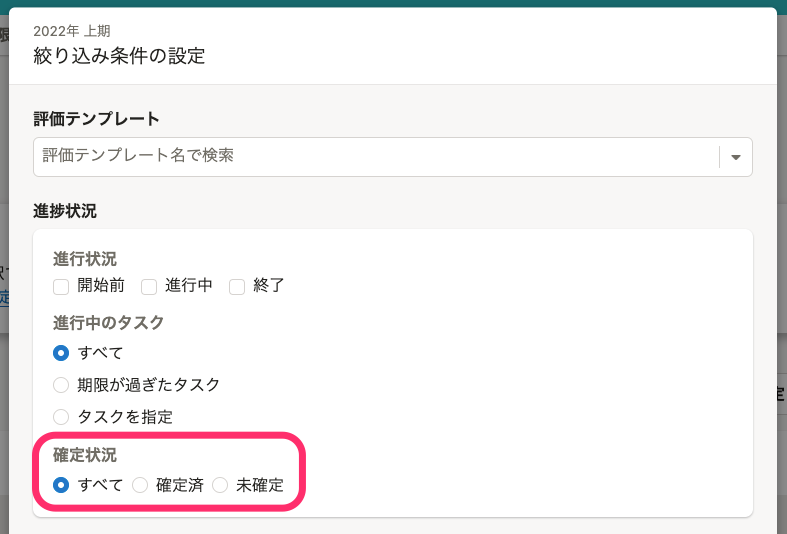 2022年 上期
絞り込み条件の設定
評価テンプレート
評価テンプレート名で検索
進捗状況
進行状況
開始前 進行中 終了
進行中のタスク
すべて
期限が過ぎたタスク
タスクを指定
確定状況
すべて 確定済 未確定